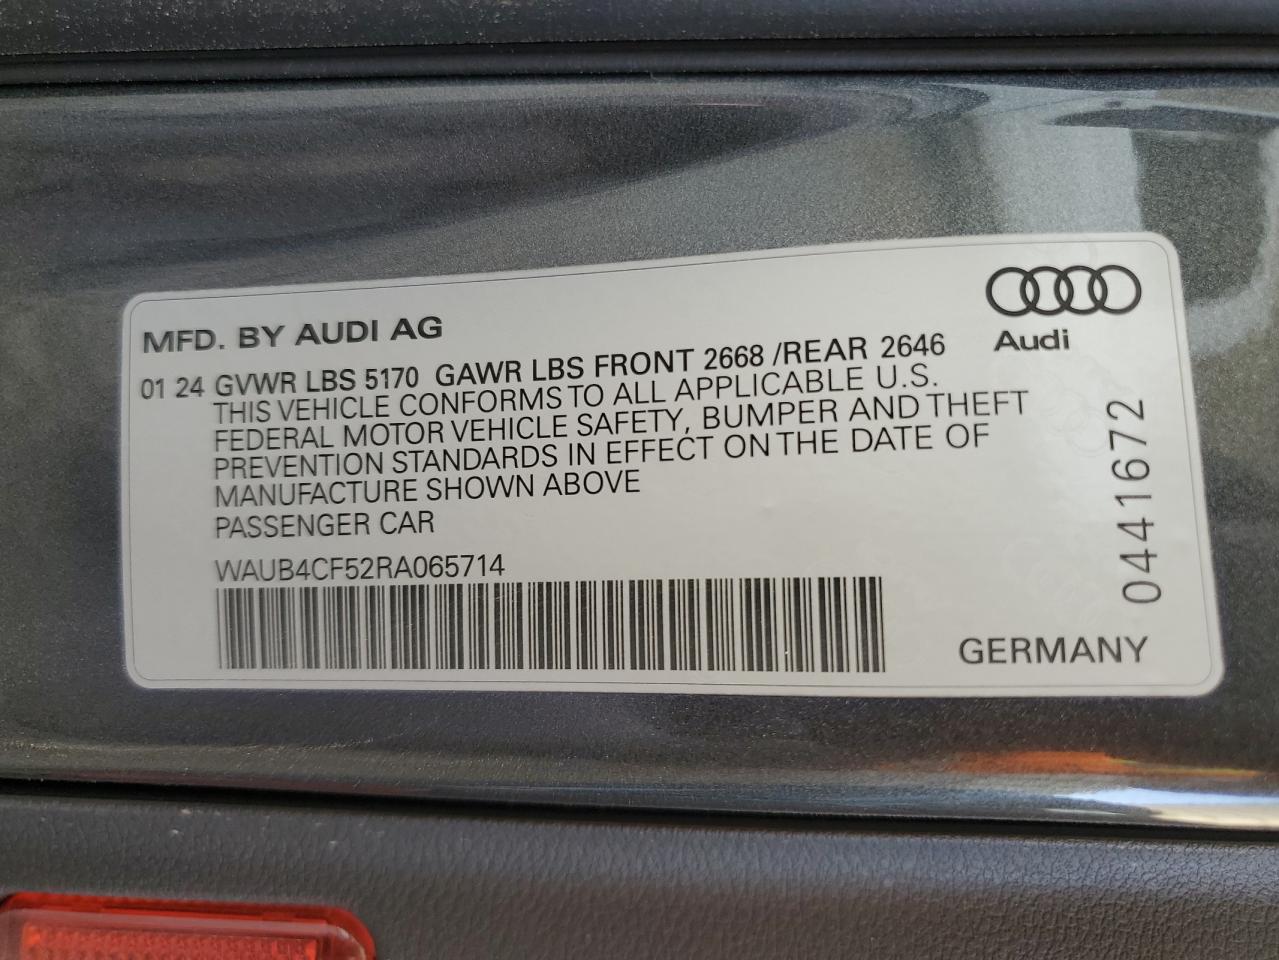 MFD. BY AUDI AG
Audi
01 24 GVWR LBS 5170 GAWR LBS FRONT 2668 /REAR 2646
THIS VEHICLE CONFORMS TO ALL APPLICABLE U.S.
FEDERAL MOTOR VEHICLE SAFETY, BUMPER AND THEFT
PREVENTION STANDARDS IN EFFECT ON THE DATE OF
MANUFACTURE SHOWN ABOVE
PASSENGER CAR
WAUB4CF52RA065714
0441672
GERMANY